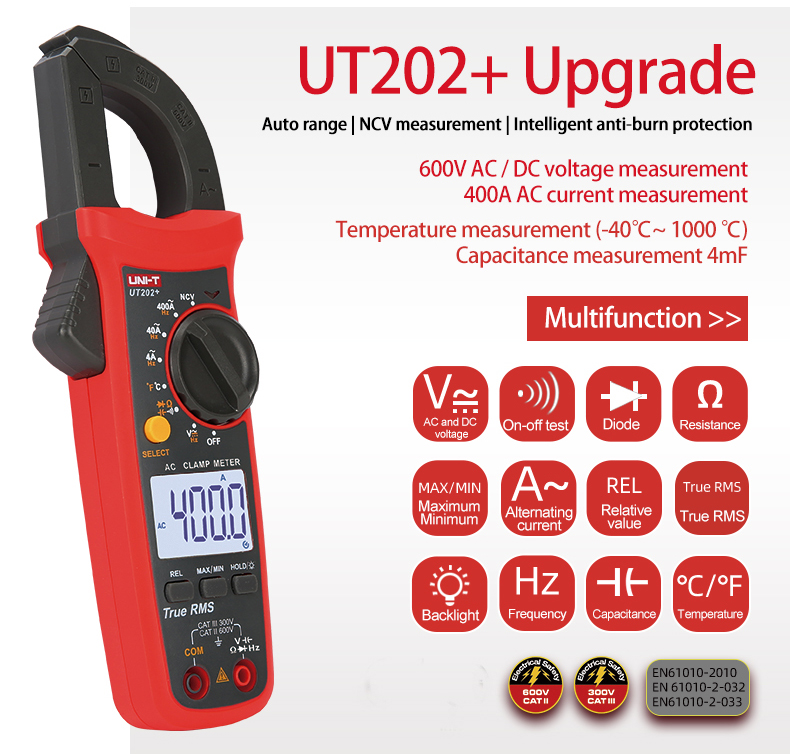 UT202+ Upgrade
Auto range | NCV measurement | Intelligent anti-burn protection
600V AC / DC voltage measurement
400A AC current measurement
Temperature measurement (-40℃~ 1000 ℃)
Capacitance measurement 4mF
Multifunction >>
V
AC and DC
voltage
On-off test
Diode
Ω
Resistance
MAX/MIN
Maximum
Minimum
A~
Alternating
current
REL
Relative
value
True RMS
True RMS
Backlight
Hz
Frequency
Capacitance
℃/℉
Temperature
Electrical Safety
600V
CAT II
Electrical Safety
300V
CAT III
EN61010-2010
EN 61010-2-032
EN61010-2-033
A~
UNI-T
UT202+
NCV
400A
Hz
40A
Hz
4A
Hz
°F°C
Ω
V
Hz
OFF
SELECT
AC CLAMP METER
A
AC
400.0
REL MAX/MIN HOLD/
True RMS
CAT III 300V
CAT II 600V
COM
V
Ω Hz